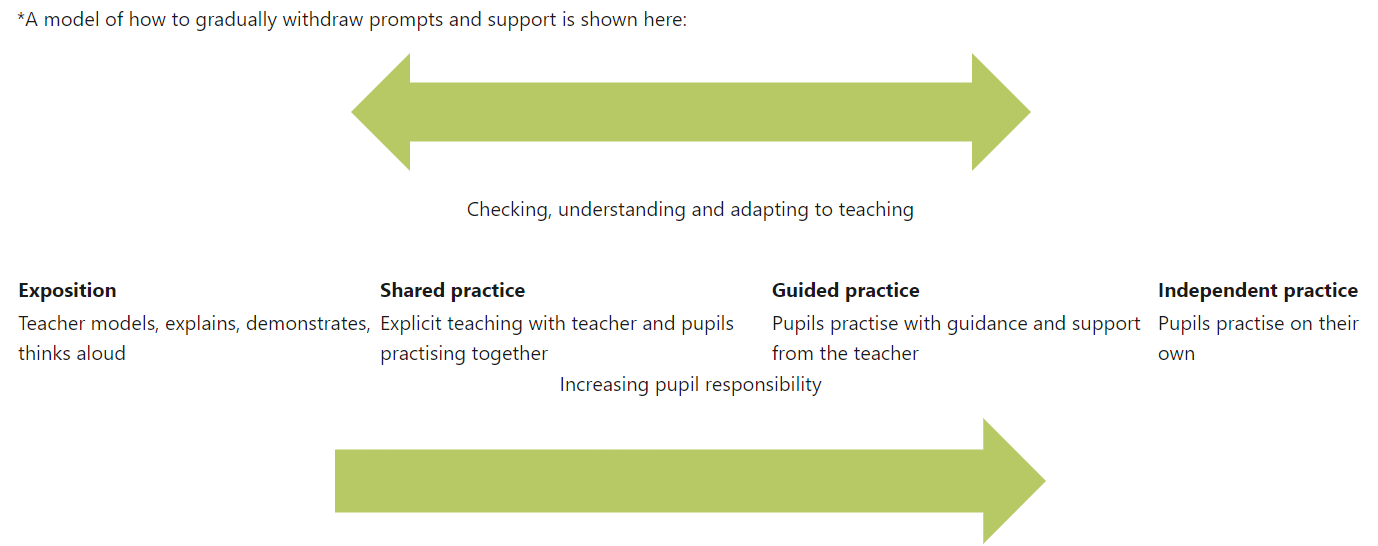 *A model of how to gradually withdraw prompts and support is shown here:
Checking, understanding and adapting to teaching
Exposition
Teacher models, explains, demonstrates,
thinks aloud
Shared practice
Explicit teaching with teacher and pupils
practising together
Guided practice
Pupils practise with guidance and support
from the teacher
Independent practice
Pupils practise on their
own
Increasing pupil responsibility